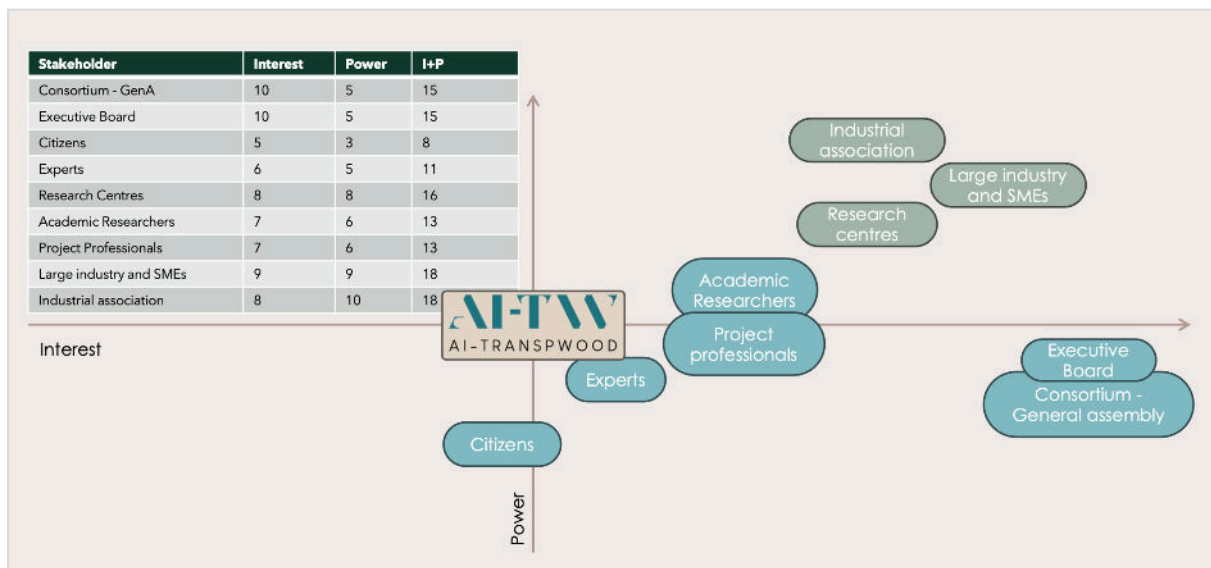 Stakeholder Interest Power I+P
Consortium - GenA 10 5 15
Executive Board 10 5 15
Citizens 5 3 8
Experts 6 5 11
Research Centres 8 8 16
Academic Researchers 7 6 13
Project Professionals 7 6 13
Large industry and SMEs 9 9 18
Industrial association 8 10 18
Industrial
association
Large industry
and SMEs
Research
centres
Academic
Researchers
AI-TW
AI-TRANSPWOOD
Project
professionals
Interest
Executive
Board
Experts
Consortium -
General assembly
Citizens
Power